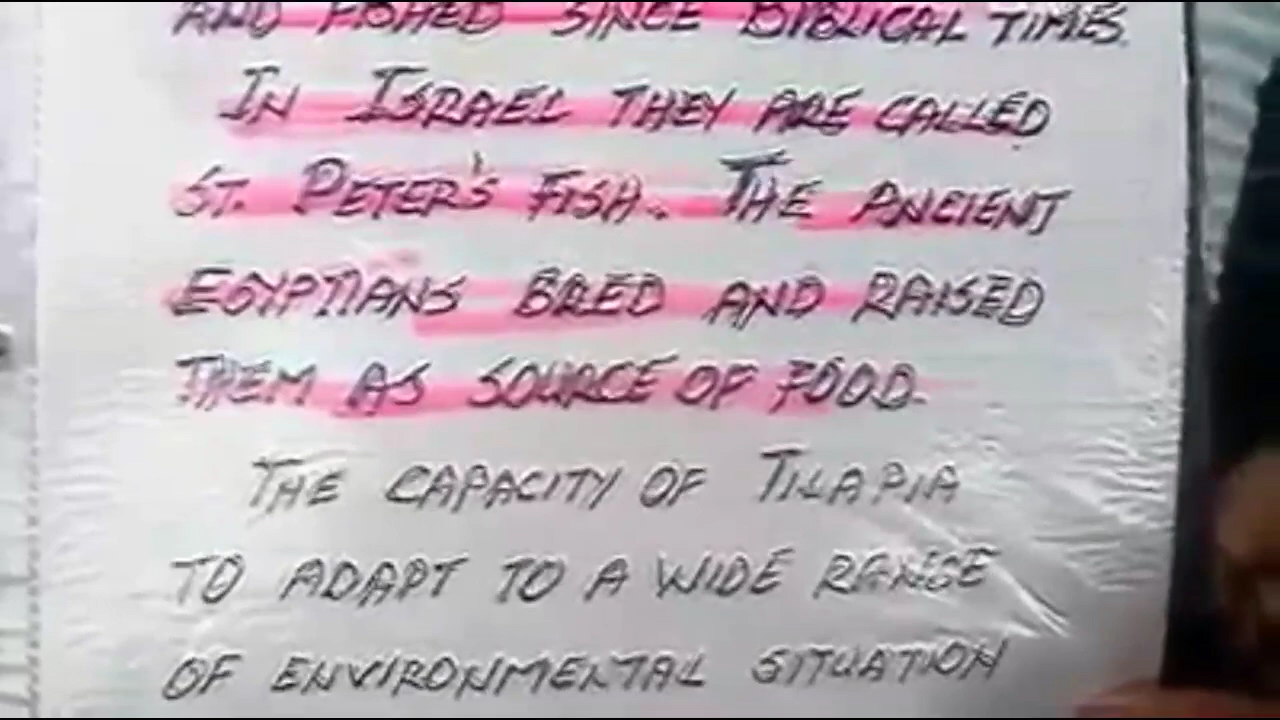 AND FISHED SINCE BIBLICAL TIMES.
IN ISRAEL THEY ARE CALLED
ST. PETER'S FISH. THE ANCIENT
EGYPTIANS BRED AND RAISED
THEM AS SOURCE OF FOOD.
THE CAPACITY OF TILAPIA
TO ADAPT TO A WIDE RANGE
OF ENVIRONMENTAL SITUATION